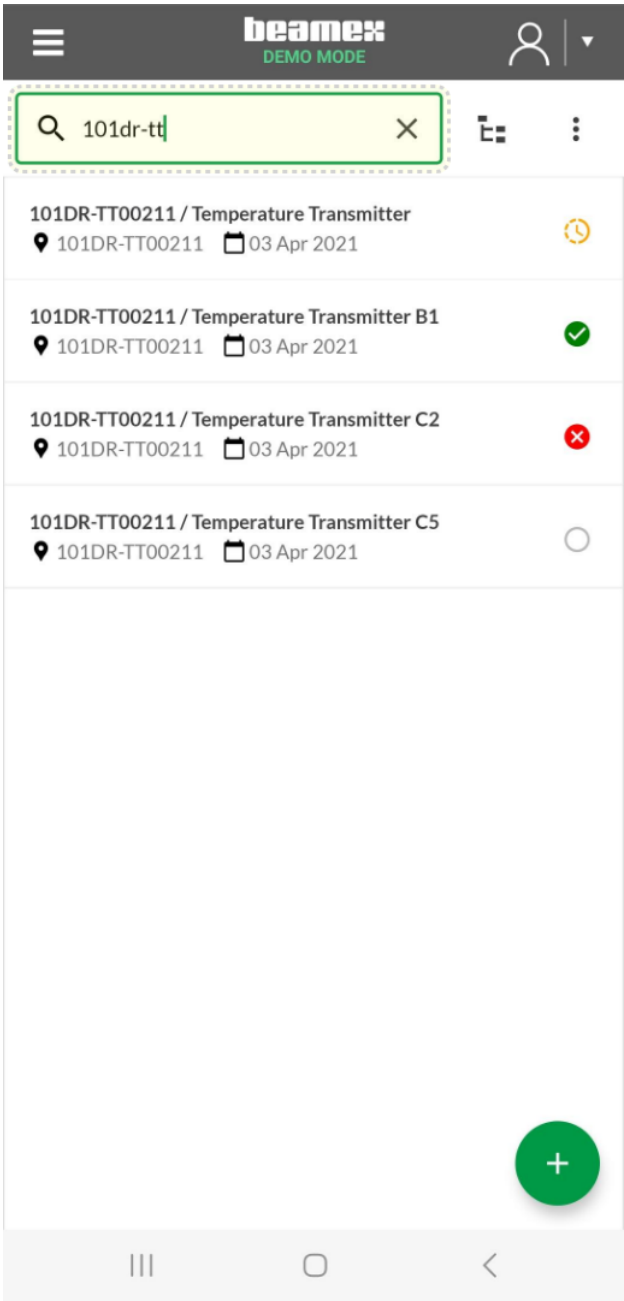 beamex
DEMO MODE
101dr-tt
101DR-TT00211 / Temperature Transmitter
101DR-TT00211 03 Apr 2021
101DR-TT00211 / Temperature Transmitter B1
101DR-TT00211 03 Apr 2021
101DR-TT00211 / Temperature Transmitter C2
101DR-TT00211 03 Apr 2021
101DR-TT00211 / Temperature Transmitter C5
101DR-TT00211 03 Apr 2021